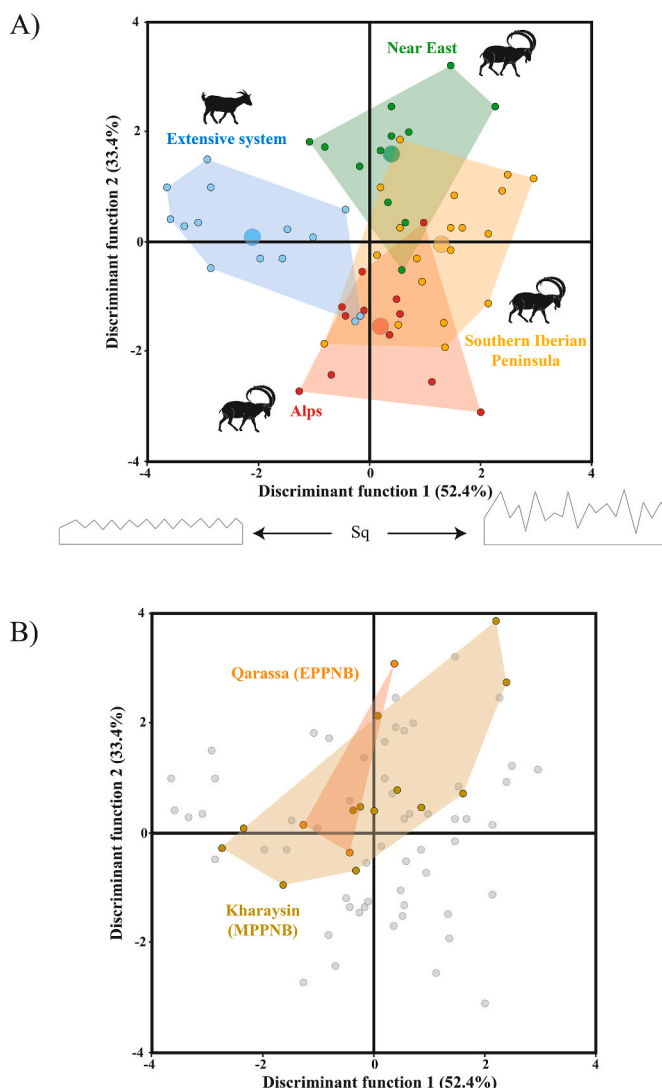 A)
4
Near East
Extensive system
2
0
Discriminant function 2 (33.4%)
-2
Southern Iberian
Peninsula
Alps
-4
-4
-2
0
2
4
Discriminant function 1 (52.4%)
Sq
B)
4
Qarassa (EPPNB)
2
0
Discriminant function 2 (33.4%)
Kharaysin
(MPPNB)
-2
-4
-4
-2
0
2
4
Discriminant function 1 (52.4%)